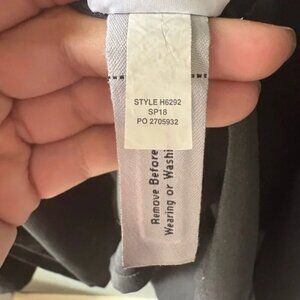 STYLE H6292
SP18
PO 2705932
Remove Before
Wearing or Washi